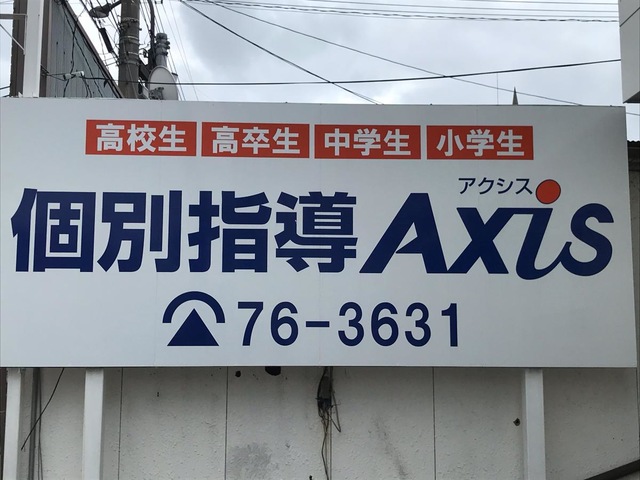 高校生 高卒生 中学生 小学生
アクシス
個別指導 Axis
76-3631